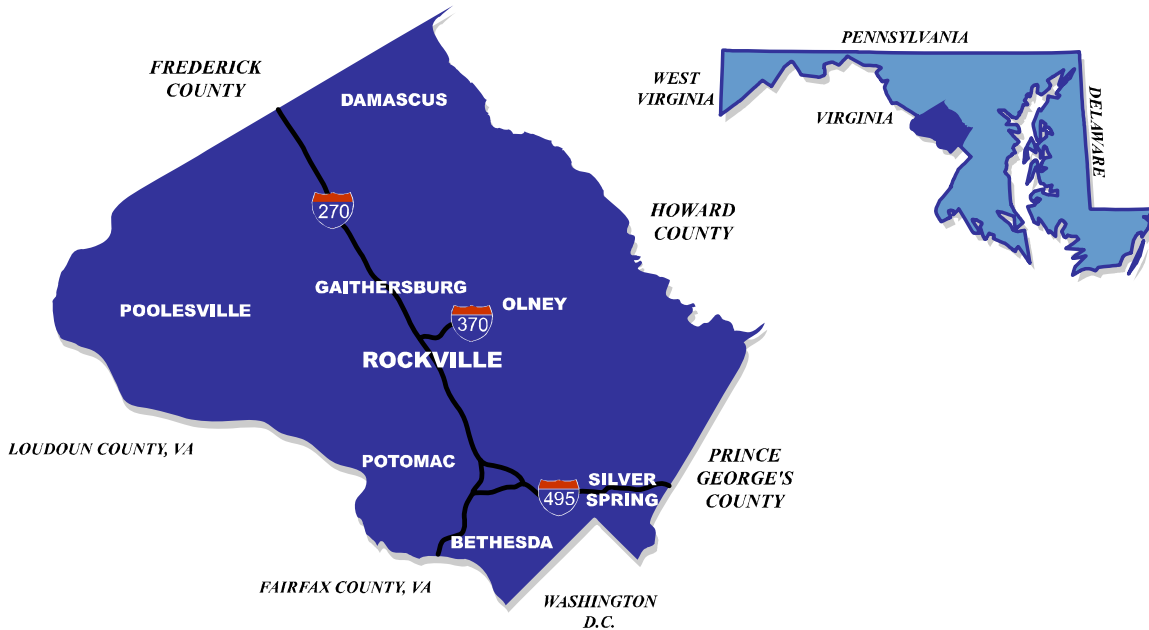 FREDERICK
COUNTY
DAMASCUS
270
HOWARD
COUNTY
GAITHERSBURG
OLNEY
POOLESVILLE
370
ROCKVILLE
LOUDOUN COUNTY, VA
POTOMAC
SILVER
SPRING
495
PRINCE
GEORGE'S
COUNTY
BETHESDA
FAIRFAX COUNTY, VA
WASHINGTON
D.C.
PENNSYLVANIA
WEST
VIRGINIA
VIRGINIA
DELAWARE